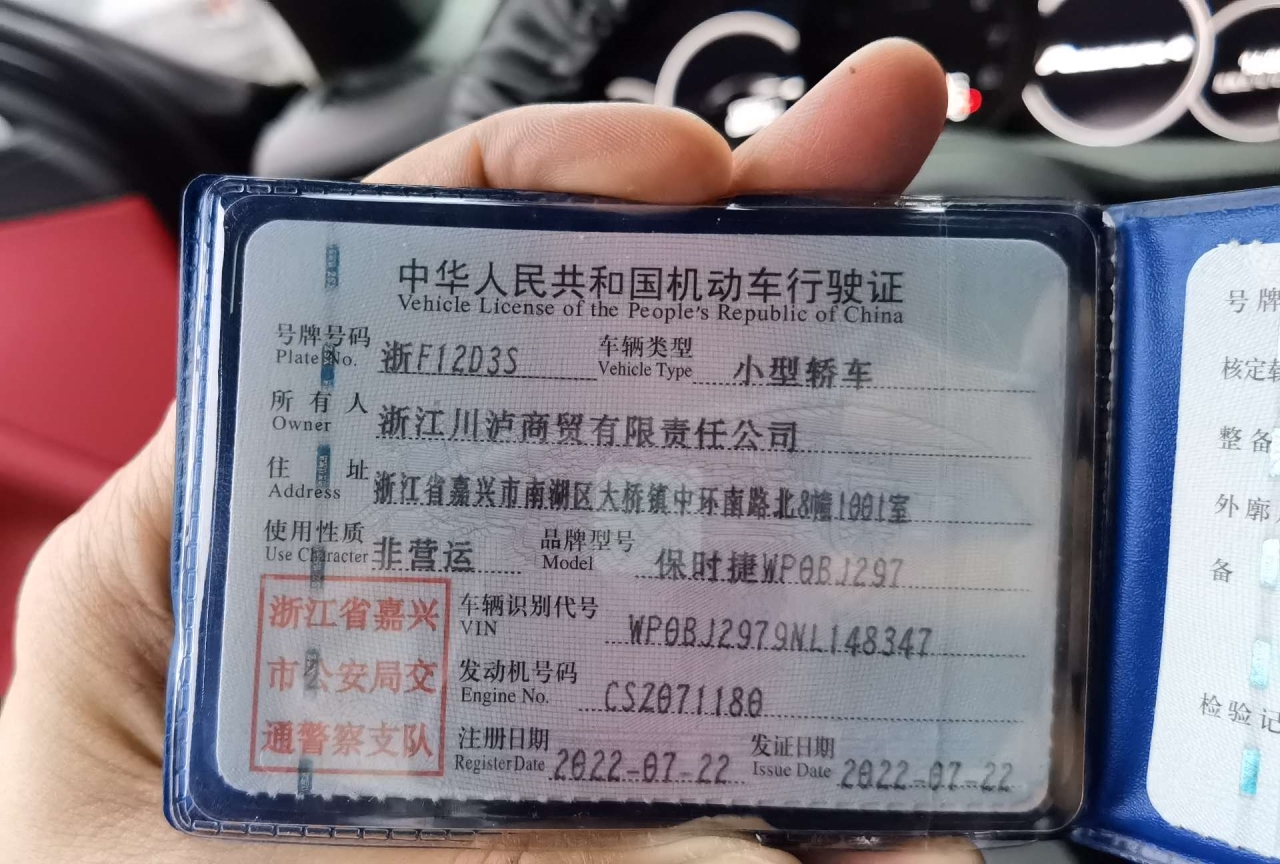 中华人民共和国机动车行驶证
Vehicle License of the People's Republic of China
号牌号码 浙F12D3S 车辆类型 小型轿车
Plate No. Vehicle Type
所有人 浙江川泸商贸有限责任公司
Owner
住址 浙江省嘉兴市南湖区大桥镇中环南路北8幢1001室
Address
使用性质 非营运 品牌型号 保时捷WP0BJ297
Use Character Model
车辆识别代号 WP0BJ2979NL148347
VIN
发动机号码 CSZ071180
Engine No.
注册日期 2022-07-22 发证日期 2022-07-22
Register Date Issue Date
浙江省嘉兴
市公安局交
通警察支队
号牌
核定载
整备
外廓
备
检验记